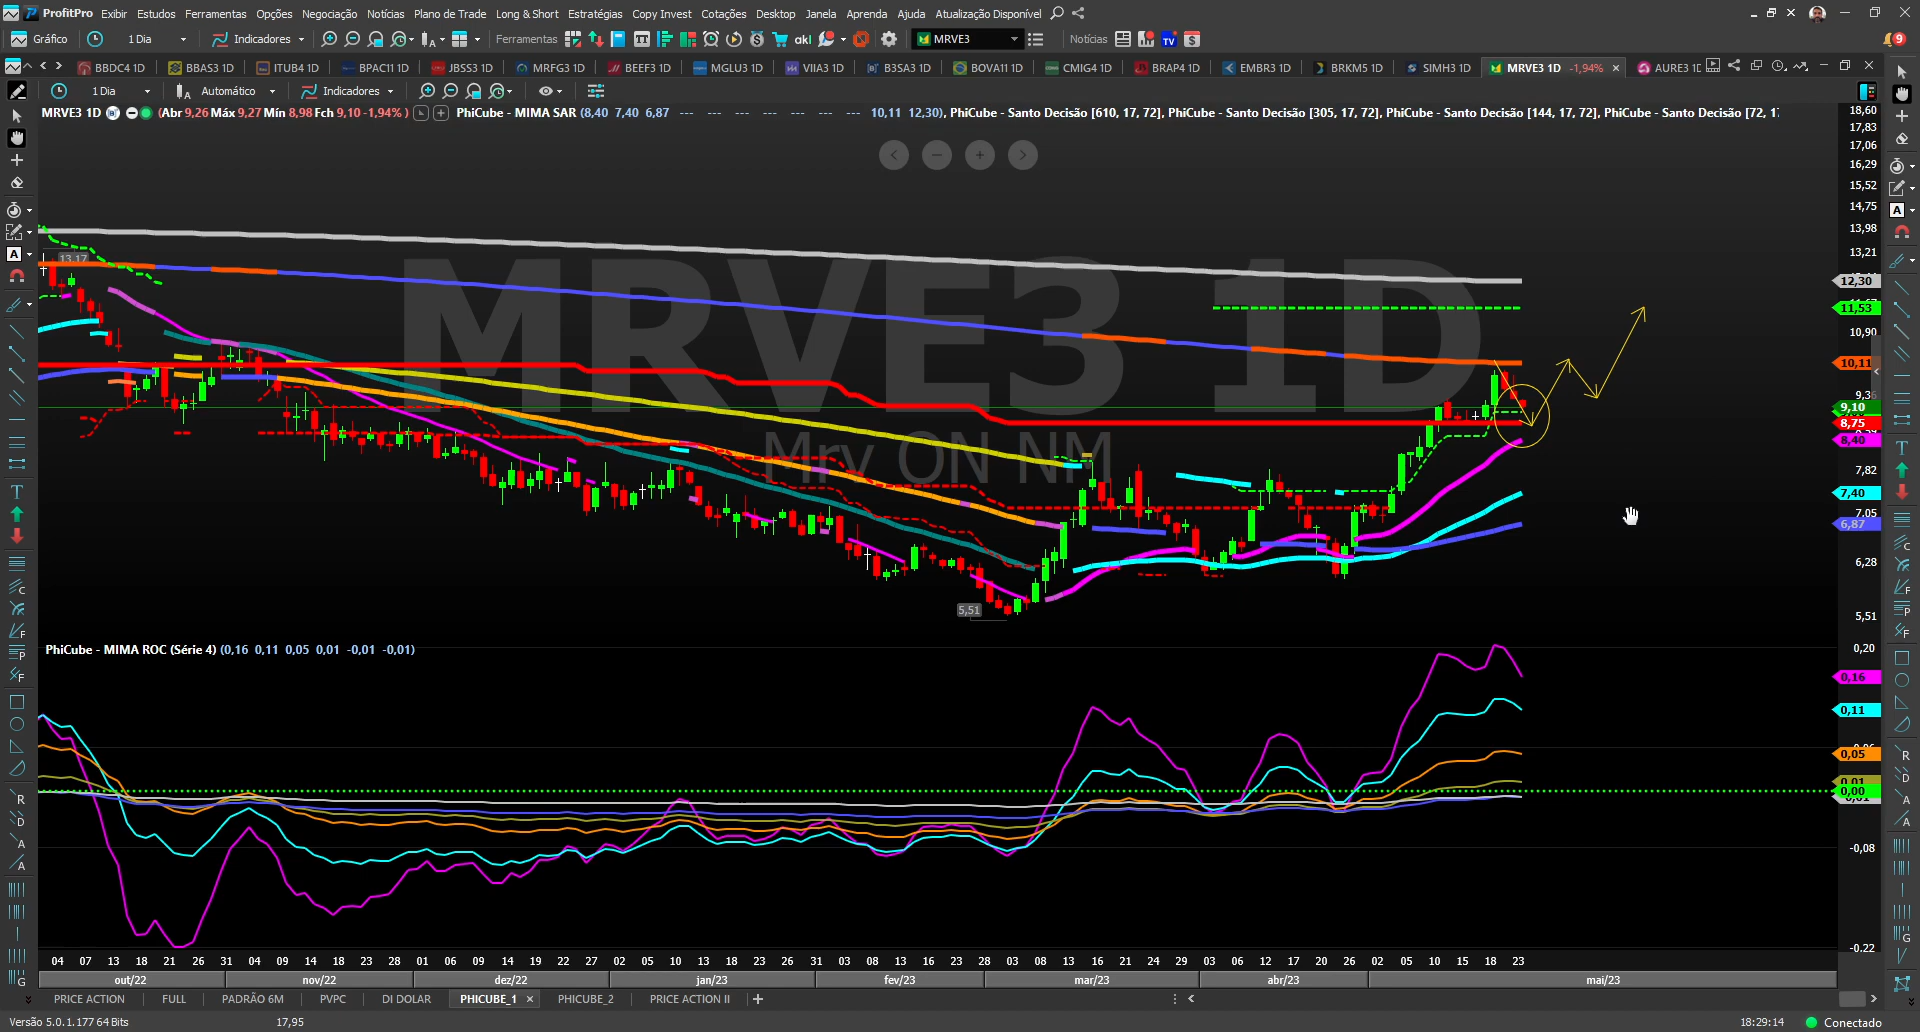 ProfitPro Exibir Estudos Ferramentas Opções Negociação Notícias Plano de Trade Long & Short Estratégias Copy Invest Cotações Desktop Janela Aprenda Ajuda Atualização Disponível
Gráfico 1 Dia Indicadores Ferramentas akl MRVE3 Notícias TV 9
BBDC4 1D BBAS3 1D ITUB4 1D BPAC11 1D JBSS3 1D MRFG3 1D BEEF3 1D MGLU3 1D VIIA3 1D B3SA3 1D BOVA11 1D CMIG4 1D BRAP4 1D EMBR3 1D BRKM5 1D SIMH3 1D MRVE3 1D -1,94% AURE3 1D
1 Dia Automático Indicadores
MRVE3 1D (Abr 9,26 Máx 9,27 Mín 8,98 Fch 9,10 -1,94% ) PhiCube - MIMA SAR (8,40 7,40 6,87 --- --- --- --- --- --- 10,11 12,30), PhiCube - Santo Decisão [610, 17, 72], PhiCube - Santo Decisão [305, 17, 72], PhiCube - Santo Decisão [144, 17, 72], PhiCube - Santo Decisão [72, 1
18,60
17,83
17,06
16,29
15,52
14,75
13,98
13,21
13,17
12,30
11,53
10,90
10,11
9,36
9,10
8,75
8,40
7,82
7,40
7,05
6,87
6,28
5,51
MRVE3 1D
Mrv ON NM
5,51
PhiCube - MIMA ROC (Série 4) (0,16 0,11 0,05 0,01 -0,01 -0,01)
0,20
0,16
0,11
0,05
0,01
0,00
-0,08
-0,22
04 07 13 18 21 26 31 04 09 14 18 23 28 01 06 09 14 19 22 27 02 05 10 13 18 23 26 31 03 08 13 16 23 28 03 08 13 16 21 24 29 03 06 12 17 20 26 02 05 10 15 18 23
out/22 nov/22 dez/22 jan/23 fev/23 mar/23 abr/23 mai/23
PRICE ACTION FULL PADRÃO 6M PVPC DI DOLAR PHICUBE_1 PHICUBE_2 PRICE ACTION II
Versão 5.0.1.177 64 Bits 17,95 18:29:14 Conectado